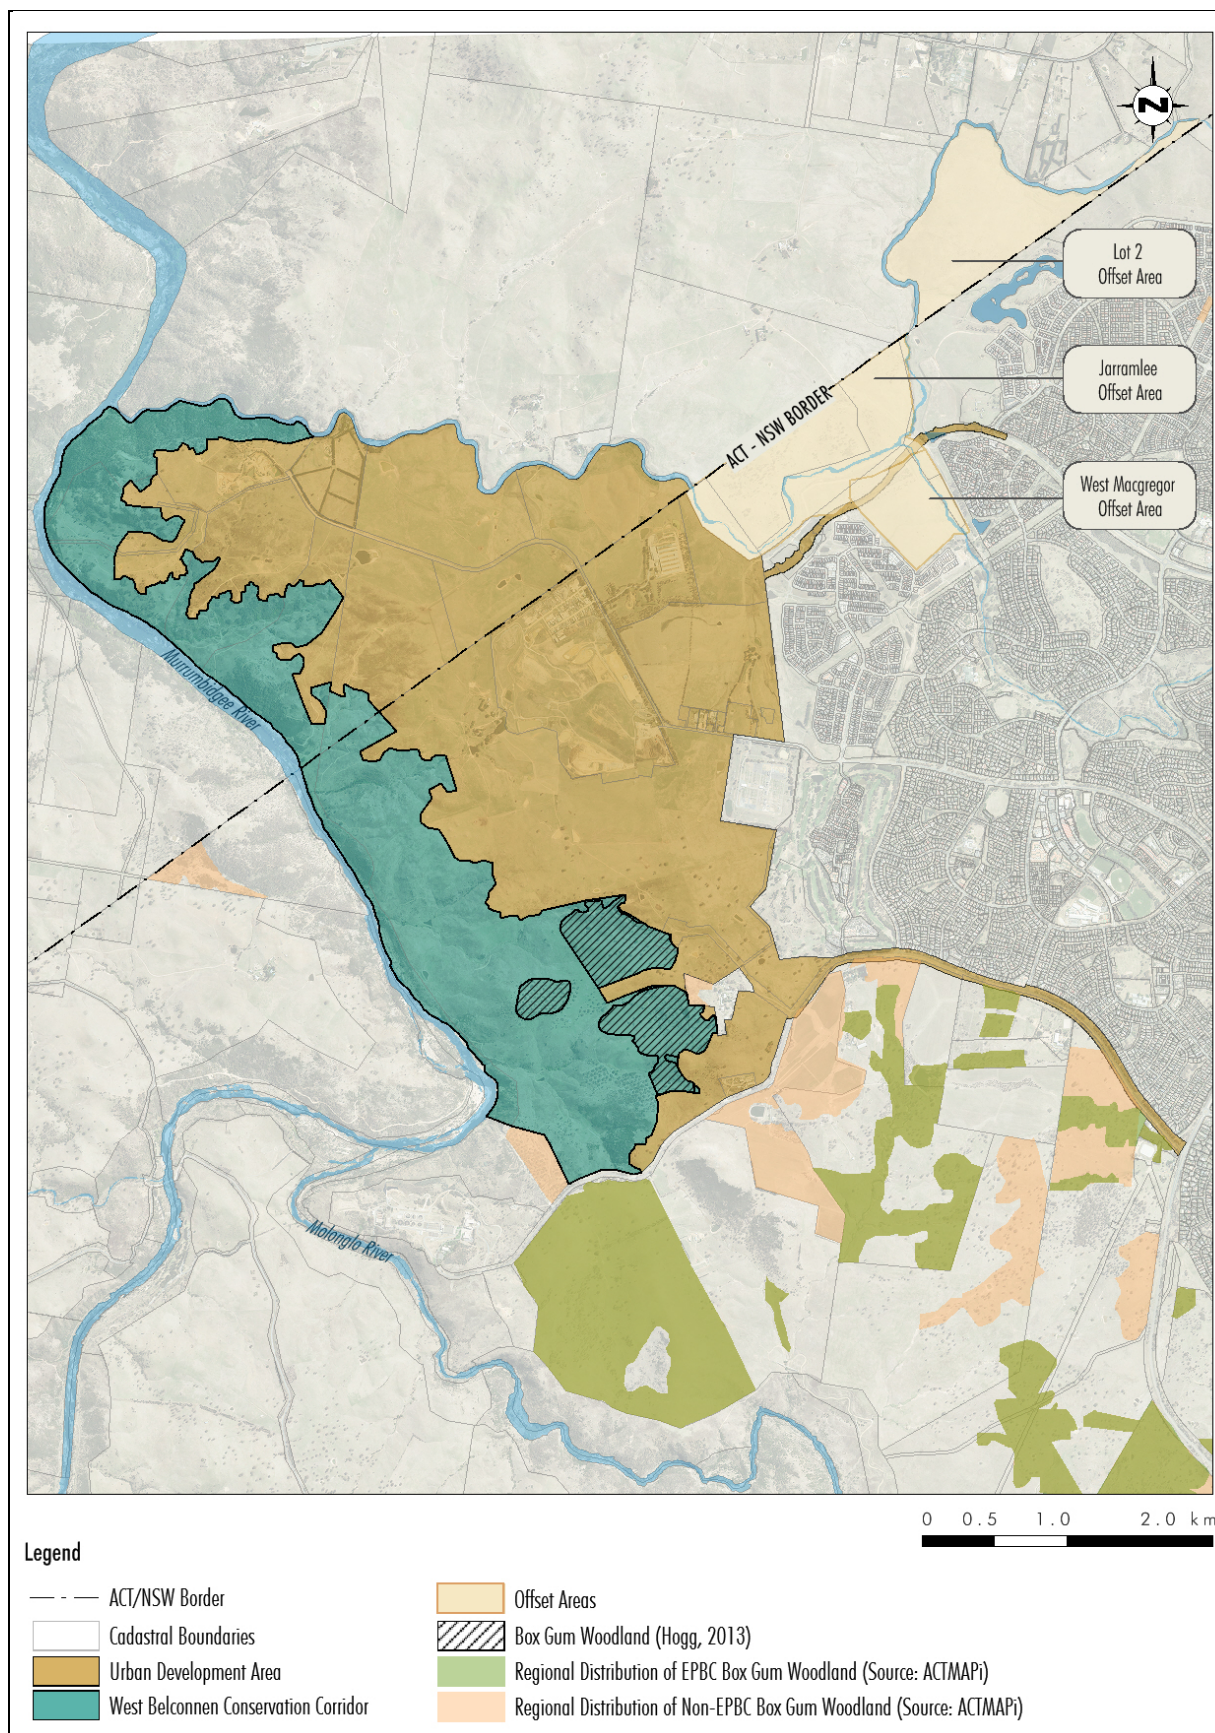 N
Lot 2
Offset Area
Jarramlee
Offset Area
ACT - NSW BORDER
West Macgregor
Offset Area
Murrumbidgee River
Molonglo River
0 0.5 1.0 2.0 km
Legend
ACT/NSW Border
Cadastral Boundaries
Urban Development Area
West Belconnen Conservation Corridor
Offset Areas
Box Gum Woodland (Hogg, 2013)
Regional Distribution of EPBC Box Gum Woodland (Source: ACTMAPi)
Regional Distribution of Non-EPBC Box Gum Woodland (Source: ACTMAPi)